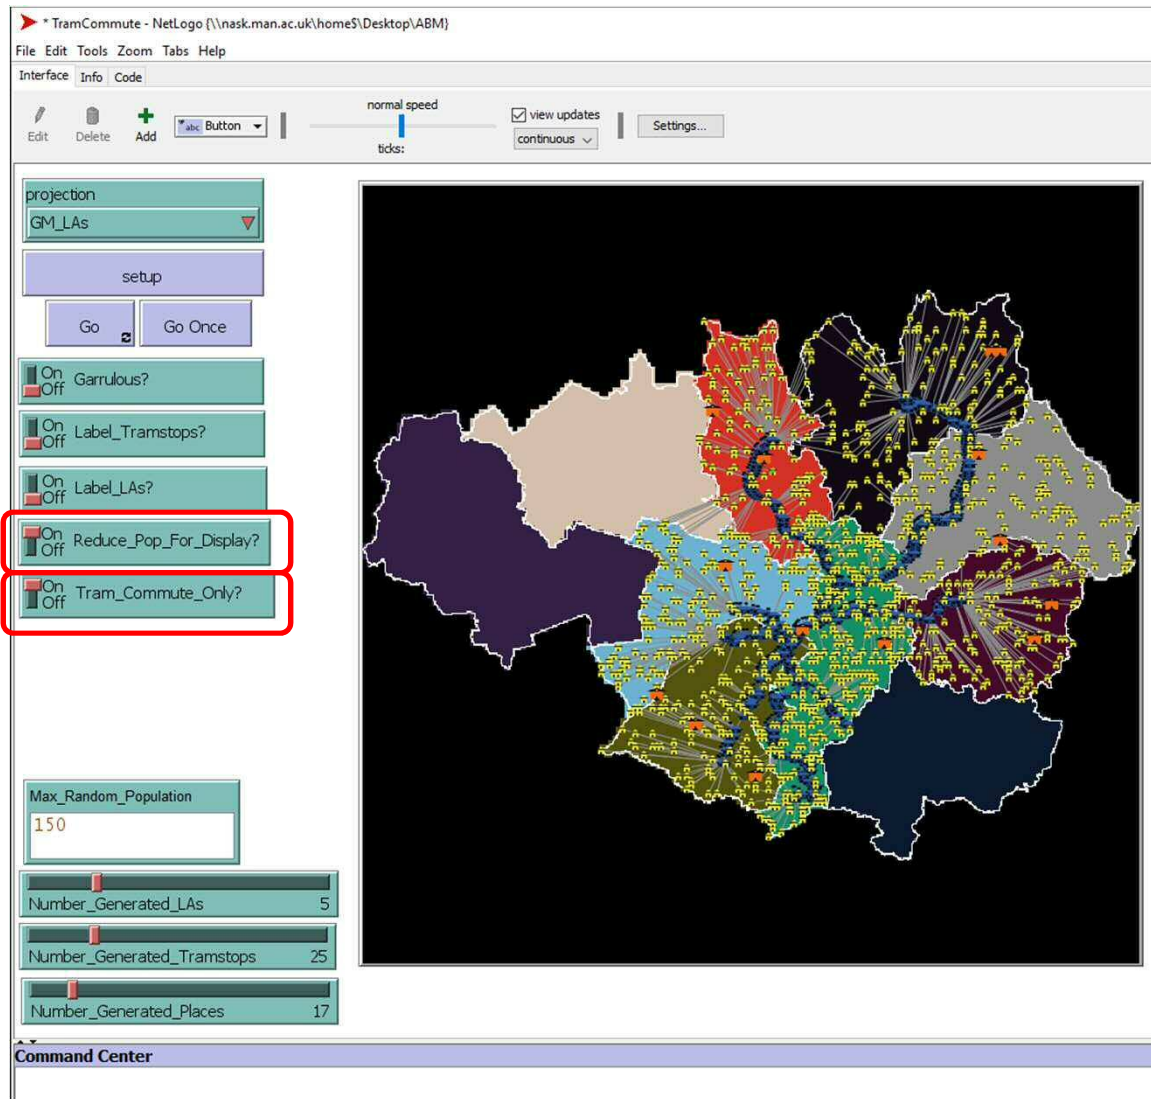 * TramCommute - NetLogo {\\nask.man.ac.uk\home$\Desktop\ABM}
File Edit Tools Zoom Tabs Help
Interface Info Code
Edit Delete Add abc Button normal speed ticks: view updates continuous Settings...
projection
GM_LAs
setup
Go Go Once
On Off Garrulous?
On Off Label_Tramstops?
On Off Label_LAs?
On Off Reduce_Pop_For_Display?
On Off Tram_Commute_Only?
Max_Random_Population
150
Number_Generated_LAs 5
Number_Generated_Tramstops 25
Number_Generated_Places 17
Command Center